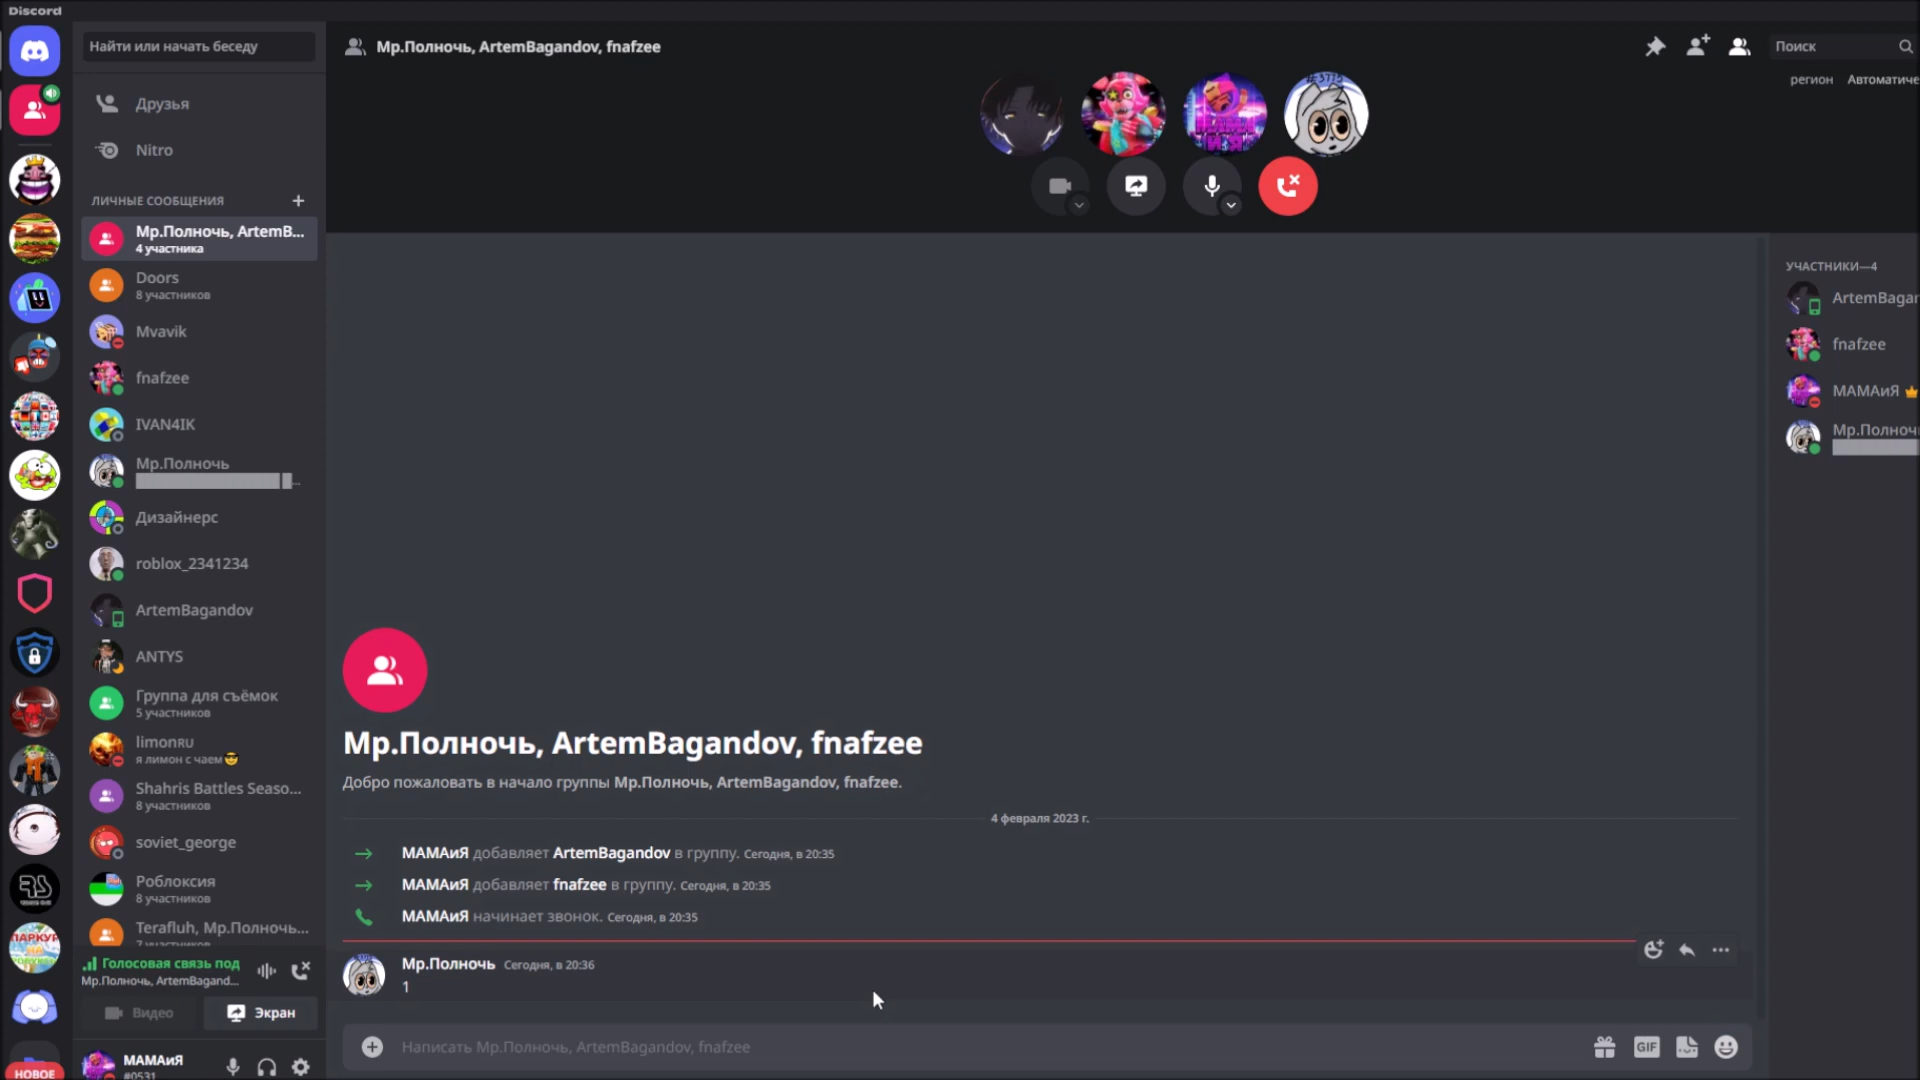 Discord
Найти или начать беседу
Друзья
Nitro
ЛИЧНЫЕ СООБЩЕНИЯ
Мр.Полночь, ArtemB...
4 участника
Doors
8 участников
Mvavik
fnafzee
IVAN4IK
Мр.Полночь
Дизайнерс
roblox_2341234
ArtemBagandov
ANTYS
Группа для съёмок
5 участников
limonRU
я лимон с чаем😎
Shahris Battles Seaso...
8 участников
soviet_george
Роблоксия
8 участников
Terafluh, Мр.Полночь...
7 участников
Голосовая связь под
Мр.Полночь, ArtemBagand...
Видео
Экран
МАМАиЯ
#0531
НОВОЕ
ПАРКУР
НА
Мр.Полночь, ArtemBagandov, fnafzee
Поиск
регион Автоматиче
#3715
Мр.Полночь, ArtemBagandov, fnafzee
Добро пожаловать в начало группы Мр.Полночь, ArtemBagandov, fnafzee.
4 февраля 2023 г.
МАМАиЯ добавляет ArtemBagandov в группу. Сегодня, в 20:35
МАМАиЯ добавляет fnafzee в группу. Сегодня, в 20:35
МАМАиЯ начинает звонок. Сегодня, в 20:35
Мр.Полночь Сегодня, в 20:36
1
Написать Мр.Полночь, ArtemBagandov, fnafzee
GIF
УЧАСТНИКИ—4
ArtemBagan
fnafzee
МАМАиЯ
Мр.Полноч